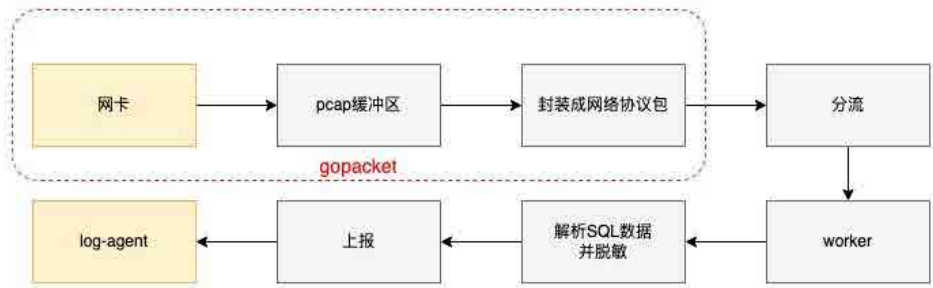 网卡
pcap缓冲区
封装成网络协议包
分流
gopacket
log-agent
上报
解析SQL数据
并脱敏
worker